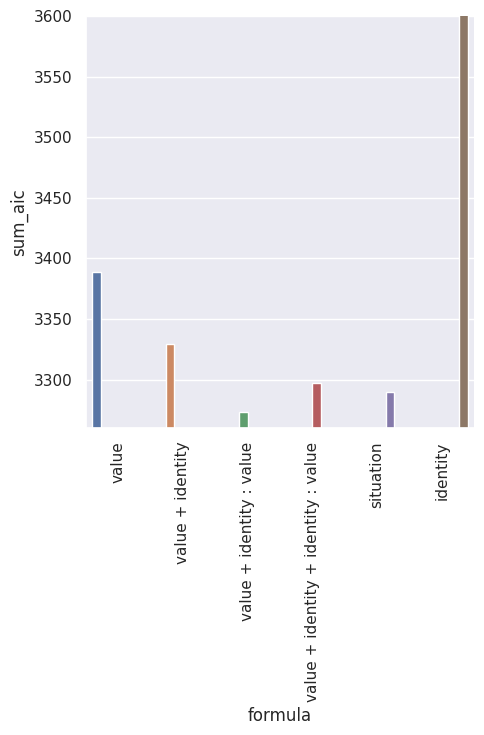 3600
3550
3500
3450
3400
3350
3300
sum_aic
value
value + identity
value + identity : value
value + identity + identity : value
situation
identity
formula